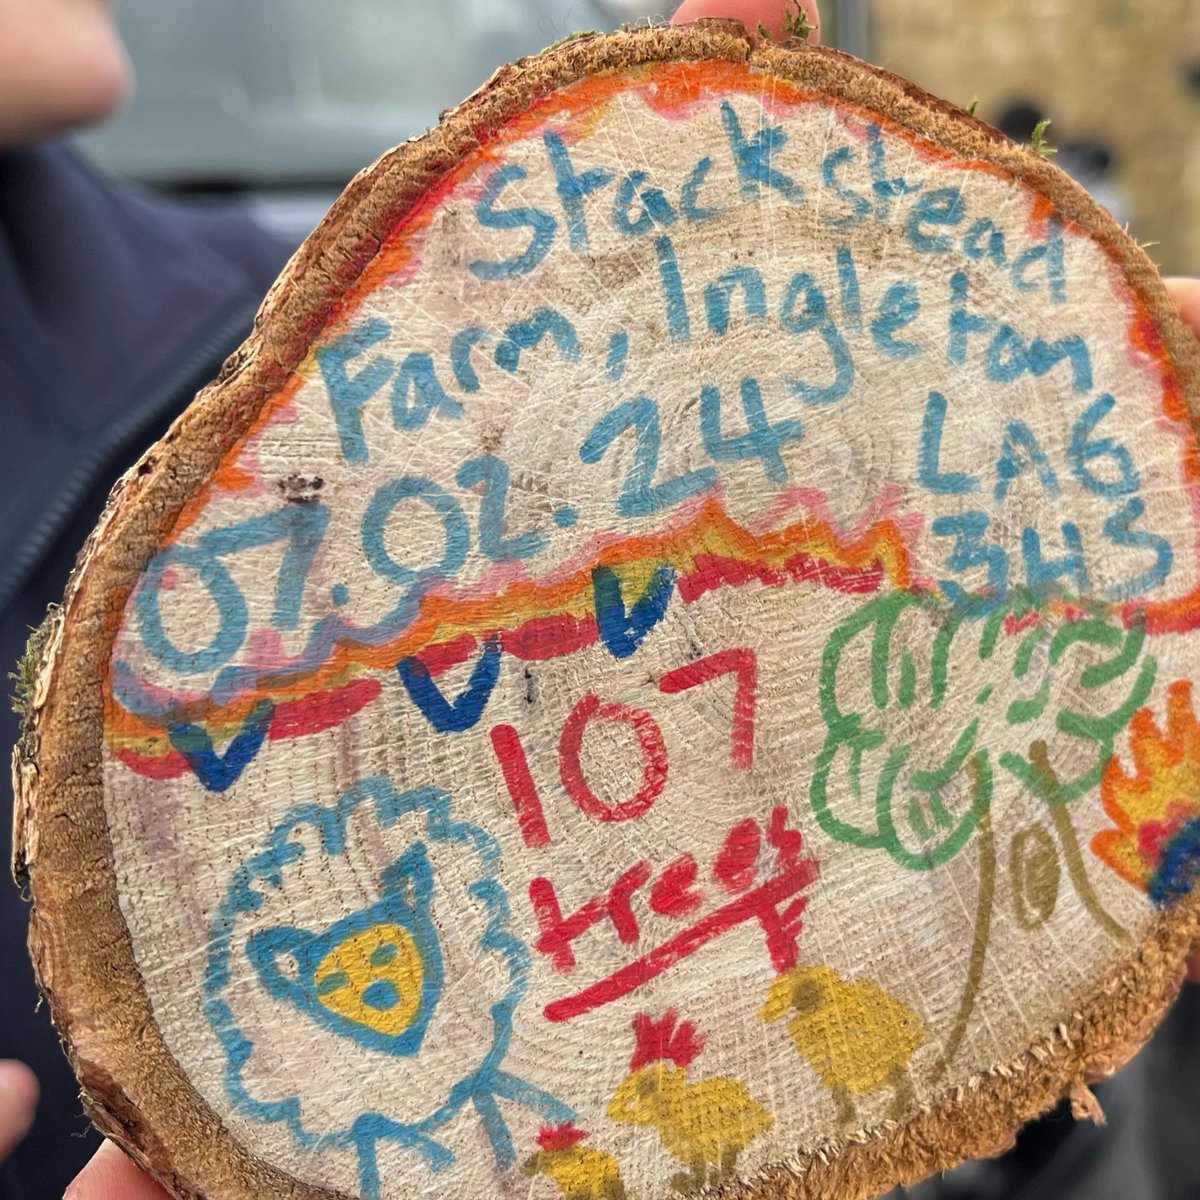 Stackstead
Farm, Ingleton
07.02.24
LA6
3HS
107
trees